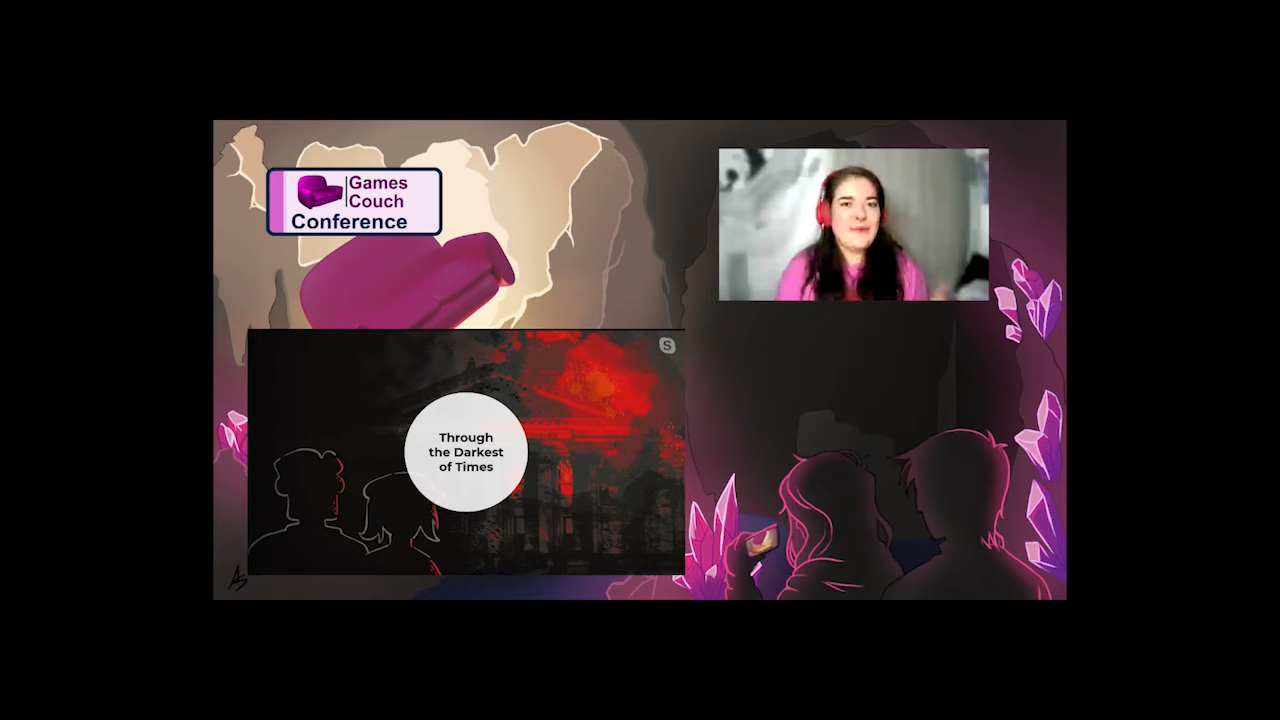 Games
Couch
Conference
S
Through
the Darkest
of Times